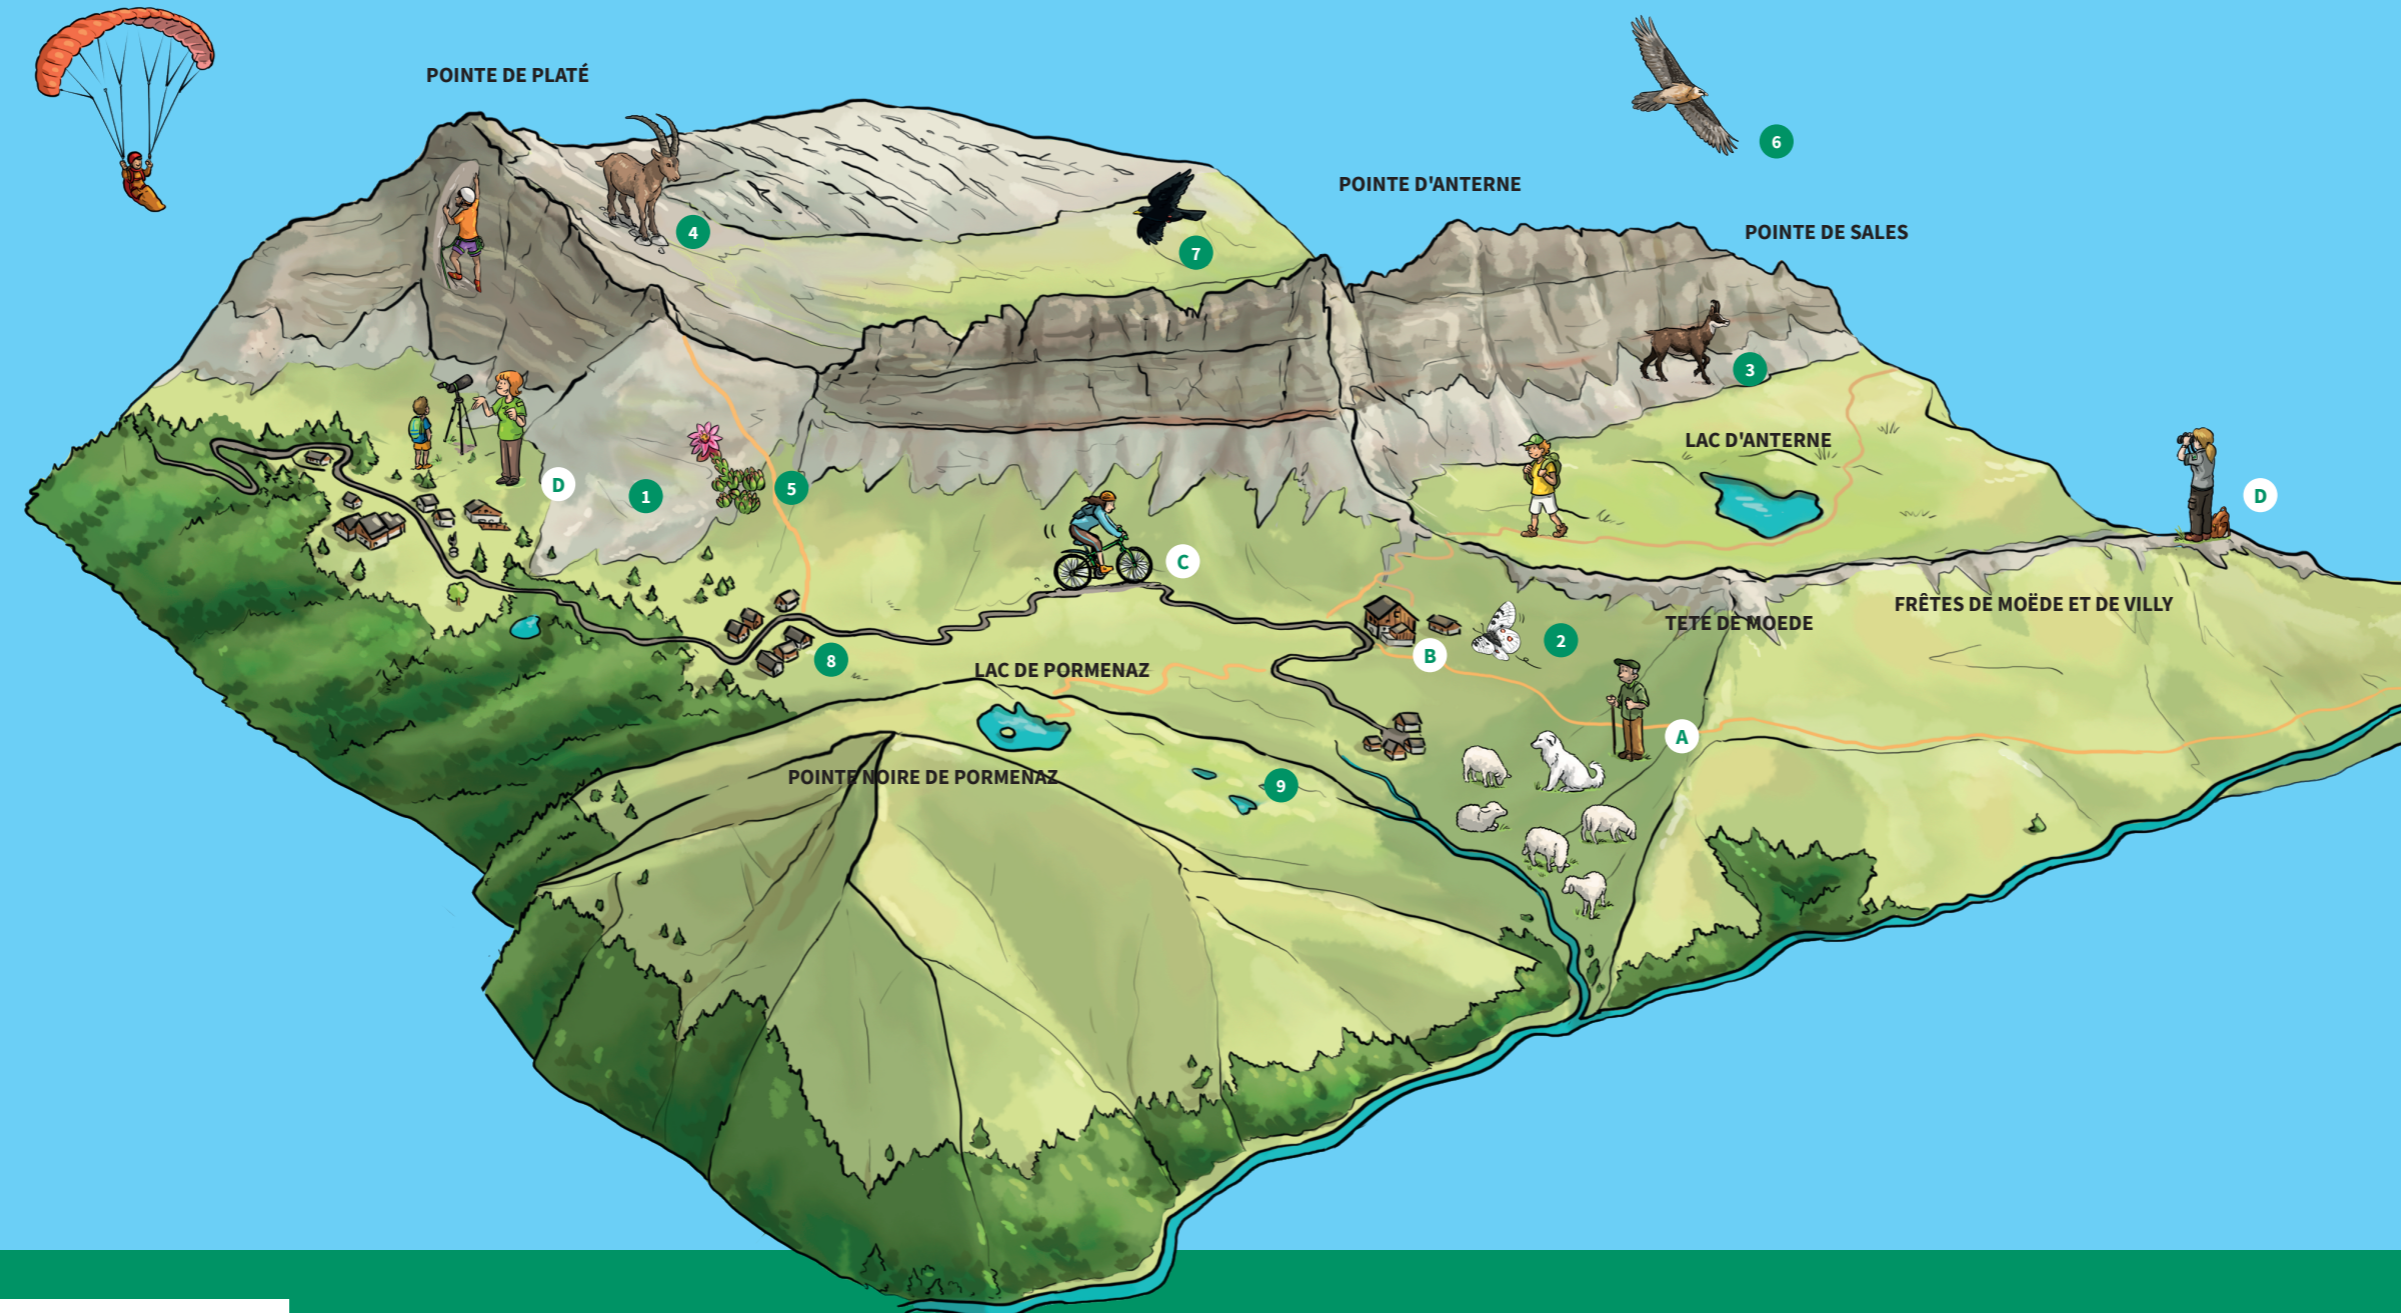 POINTE DE PLATÉ
6
POINTE D'ANTERNE
POINTE DE SALES
4
7
3
LAC D'ANTERNE
D
1
5
D
C
FRÊTES DE MOËDE ET DE VILLY
TETE DE MOEDE
2
B
8
LAC DE PORMENAZ
A
POINTE NOIRE DE PORMENAZ
9